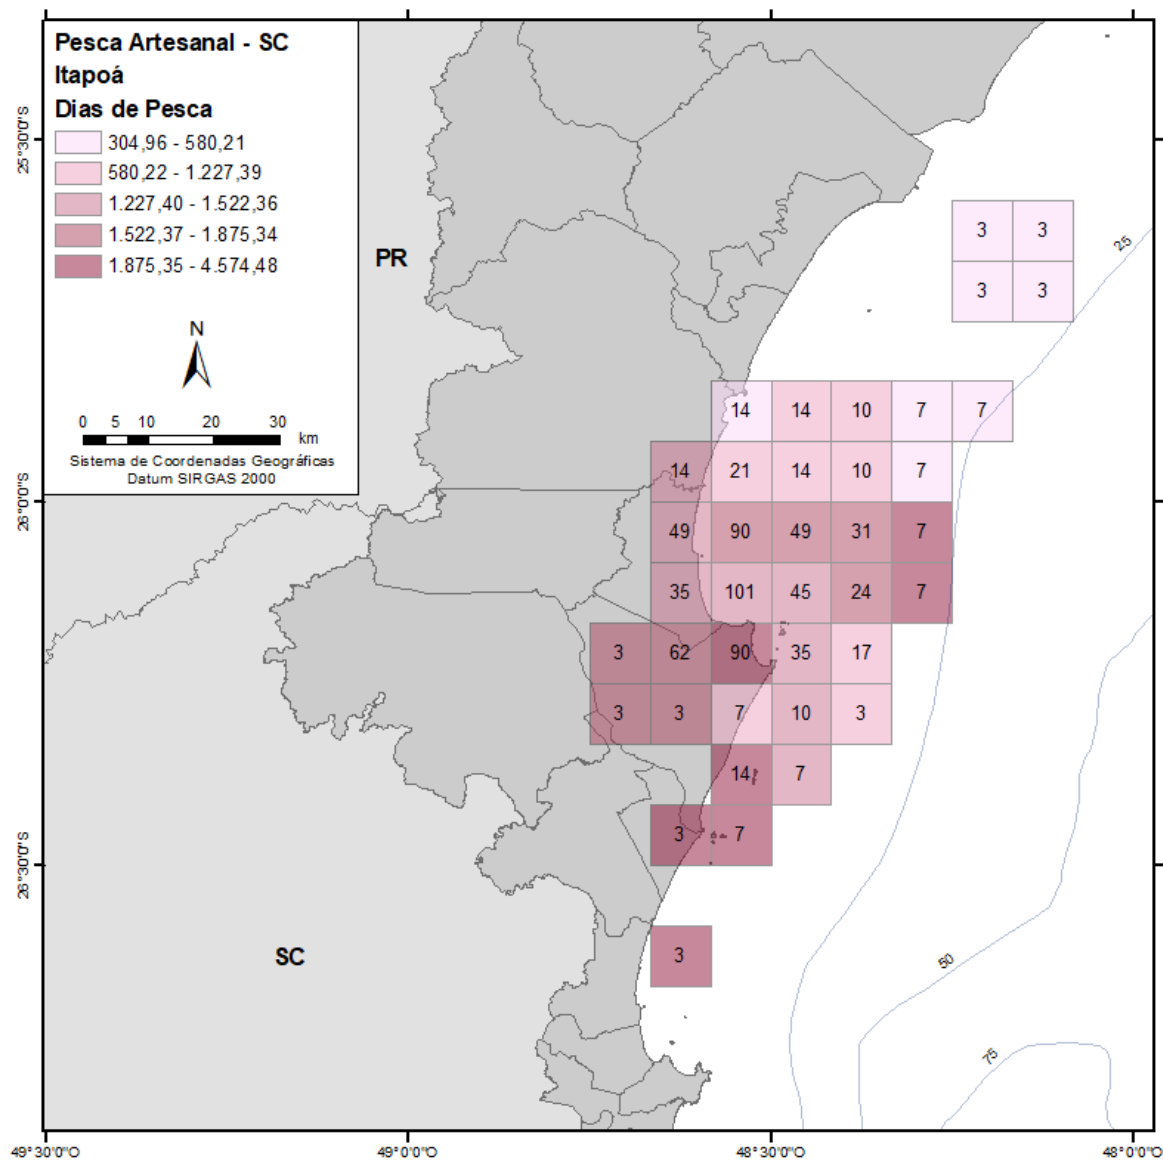 Pesca Artesanal - SC
Itapoá
Dias de Pesca
304,96 - 580,21
580,22 - 1.227,39
1.227,40 - 1.522,36
1.522,37 - 1.875,34
1.875,35 - 4.574,48
N
0 5 10 20 30
km
Sistema de Coordenadas Geográficas
Datum SIRGAS 2000
PR
SC
25°30'0"S
26°0'0"S
26°30'0"S
3 3
25
3 3
14 14 10 7 7
14 21 14 10 7
49 90 49 31 7
35 101 45 24 7
3 62 90 35 17
3 3 7 10 3
14 7
3 7
3
50
75
49°30'0"O 49°0'0"O 48°30'0"O 48°0'0"O